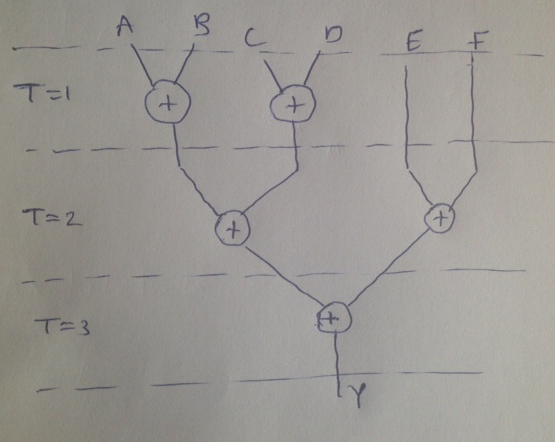 A B C D E F
T=1
+ +
T=2
+ +
T=3
+
Y